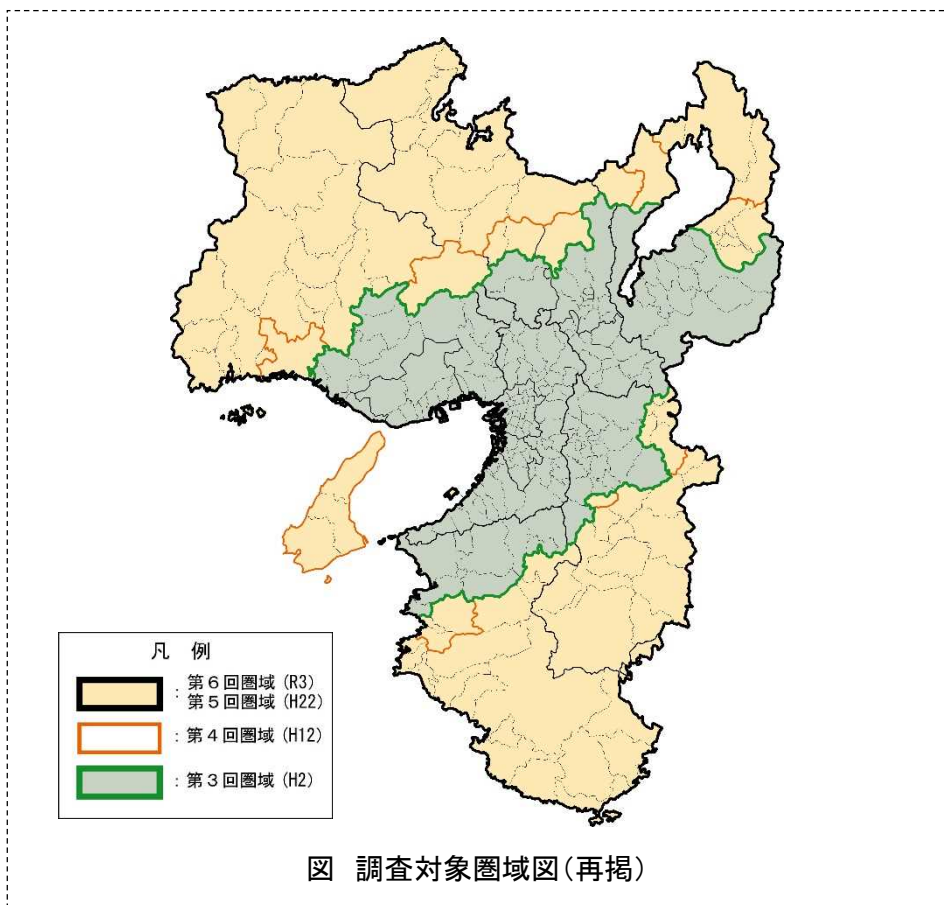 凡 例
: 第6回圏域 (R3)
第5回圏域 (H22)
: 第4回圏域 (H12)
: 第3回圏域 (H2)
図 調査対象圏域図(再掲)